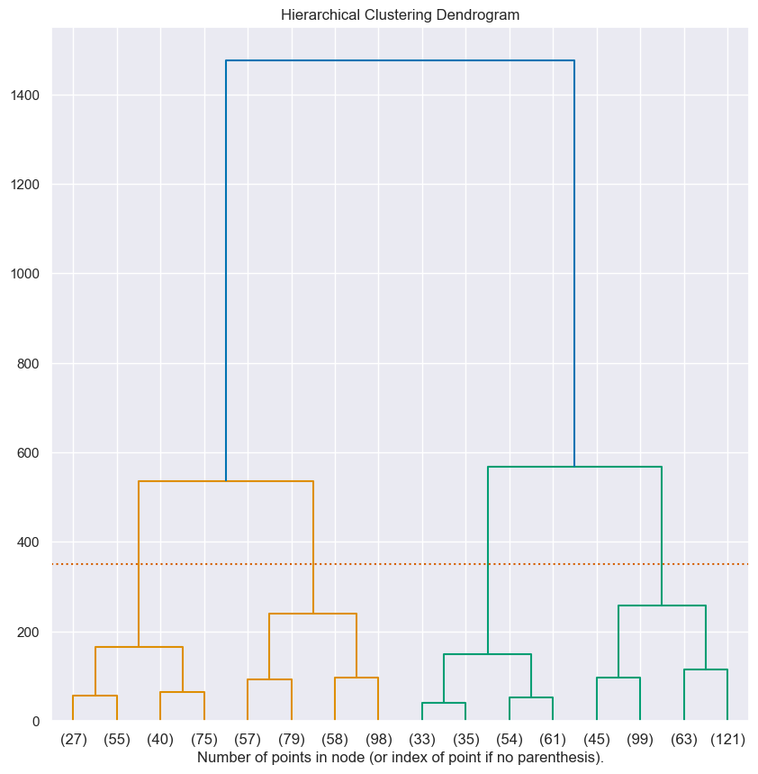 Hierarchical Clustering Dendrogram
1400
1200
1000
800
600
400
200
0
(27) (55) (40) (75) (57) (79) (58) (98) (33) (35) (54) (61) (45) (99) (63) (121)
Number of points in node (or index of point if no parenthesis).